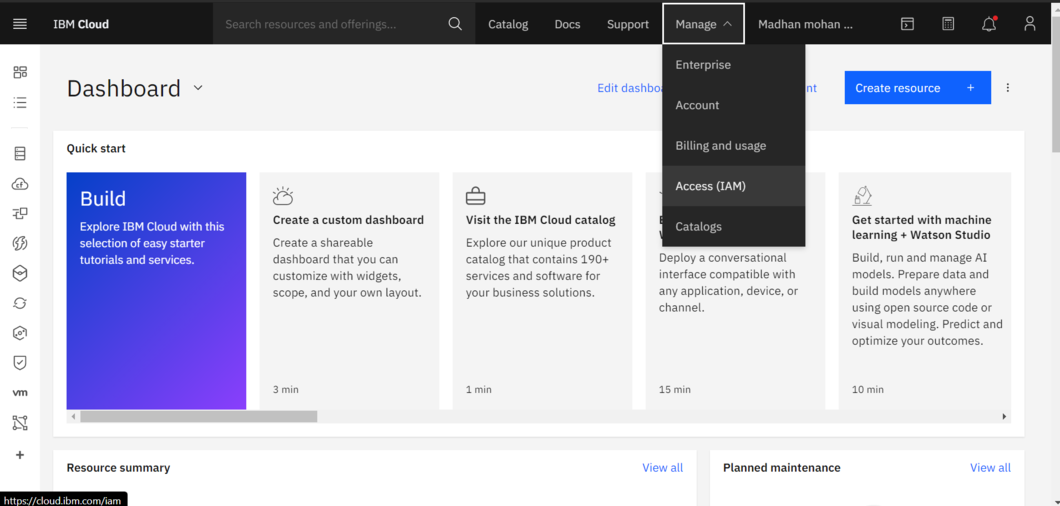 IBM Cloud
Search resources and offerings...
Catalog
Docs
Support
Manage
Madhan mohan ...
Enterprise
Account
Billing and usage
Access (IAM)
Catalogs
Dashboard
Edit dashboa
nt
Create resource +
Quick start
Build
Explore IBM Cloud with this
selection of easy starter
tutorials and services.
Create a custom dashboard
Create a shareable
dashboard that you can
customize with widgets,
scope, and your own layout.
3 min
Visit the IBM Cloud catalog
Explore our unique product
catalog that contains 190+
services and software for
your business solutions.
1 min
Deploy a conversational
interface compatible with
any application, device, or
channel.
15 min
Get started with machine
learning + Watson Studio
Build, run and manage AI
models. Prepare data and
build models anywhere
using open source code or
visual modeling. Predict and
optimize your outcomes.
10 min
vm
Resource summary
View all
Planned maintenance
View all
https://cloud.ibm.com/iam